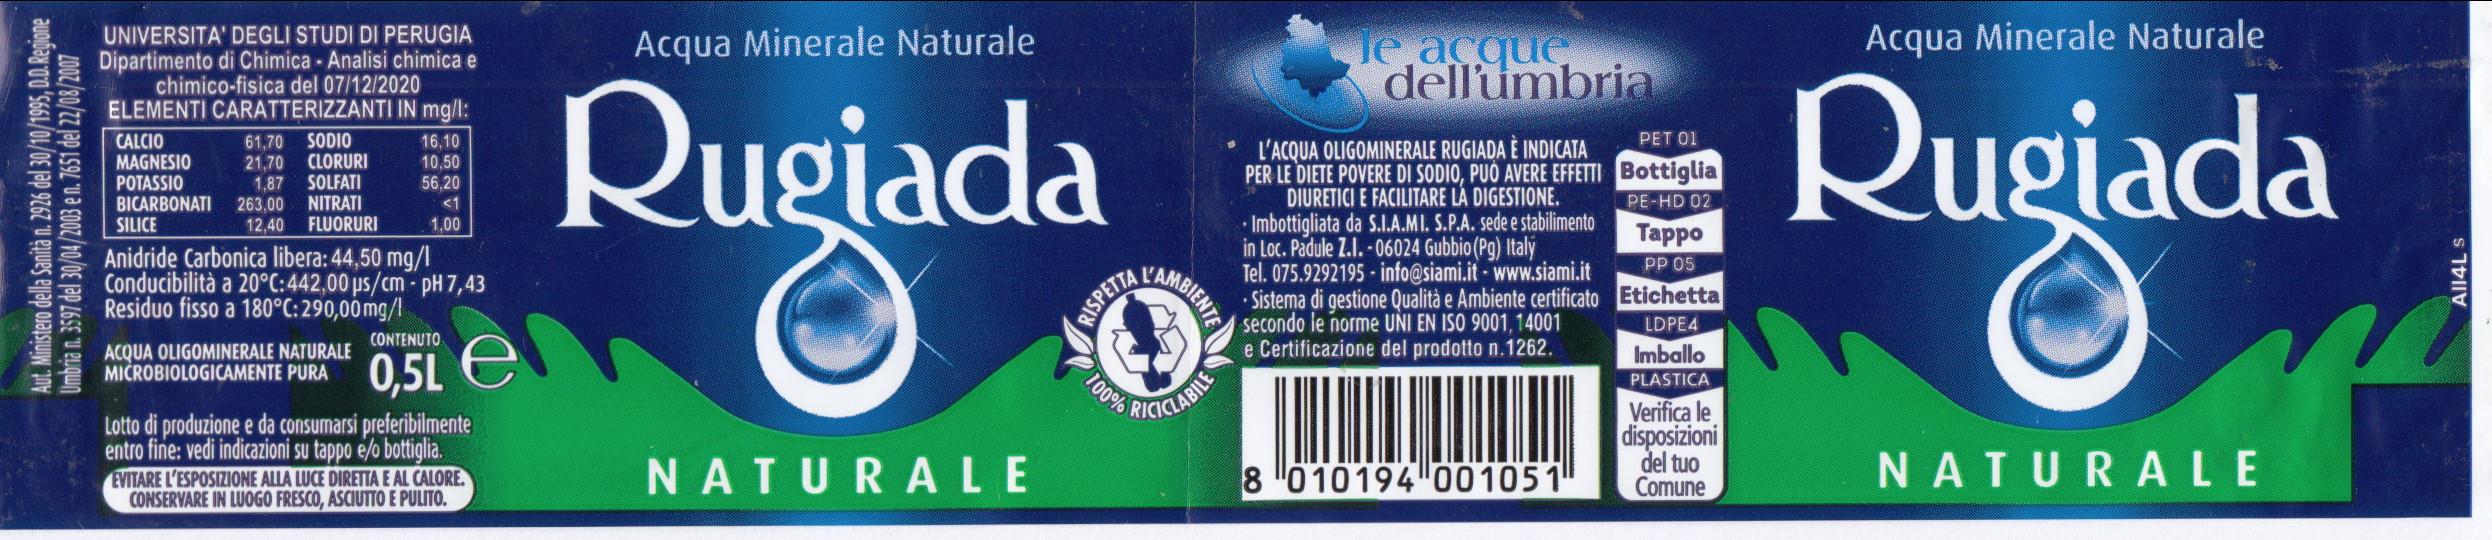 Aut. Ministero della Sanità n. 2926 del 30/10/1995, D.D. Regione
Umbria n. 3597 del 30/04/2003 e n. 7651 del 22/08/2007
UNIVERSITA' DEGLI STUDI DI PERUGIA
Dipartimento di Chimica - Analisi chimica e
chimico-fisica del 07/12/2020
ELEMENTI CARATTERIZZANTI IN mg/l:
CALCIO 61,70 SODIO 16,10
MAGNESIO 21,70 CLORURI 10,50
POTASSIO 1,87 SOLFATI 56,20
BICARBONATI 263,00 NITRATI <1
SILICE 12,40 FLUORURI 1,00
Anidride Carbonica libera: 44,50 mg/l
Conducibilità a 20°C: 442,00 µs/cm - pH 7,43
Residuo fisso a 180°C: 290,00 mg/l
ACQUA OLIGOMINERALE NATURALE
MICROBIOLOGICAMENTE PURA
CONTENUTO
0,5L e
Lotto di produzione e da consumarsi preferibilmente
entro fine: vedi indicazioni su tappo e/o bottiglia.
EVITARE L'ESPOSIZIONE ALLA LUCE DIRETTA E AL CALORE.
CONSERVARE IN LUOGO FRESCO, ASCIUTTO E PULITO.
Acqua Minerale Naturale
Rugiada
NATURALE
RISPETTA L'AMBIENTE
100% RICICLABILE
le acque
dell'umbria
L'ACQUA OLIGOMINERALE RUGIADA È INDICATA
PER LE DIETE POVERE DI SODIO, PUÒ AVERE EFFETTI
DIURETICI E FACILITARE LA DIGESTIONE.
· Imbottigliata da S.I.A.MI. S.P.A. sede e stabilimento
in Loc. Padule Z.I. - 06024 Gubbio (Pg) Italy
Tel. 075.9292195 - info@siami.it - www.siami.it
· Sistema di gestione Qualità e Ambiente certificato
secondo le norme UNI EN ISO 9001, 14001
e Certificazione del prodotto n.1262.
8 010194 001051
PET 01
Bottiglia
PE-HD 02
Tappo
PP 05
Etichetta
LDPE4
Imballo
PLASTICA
Verifica le
disposizioni
del tuo
Comune
Acqua Minerale Naturale
Rugiada
NATURALE
All4L s